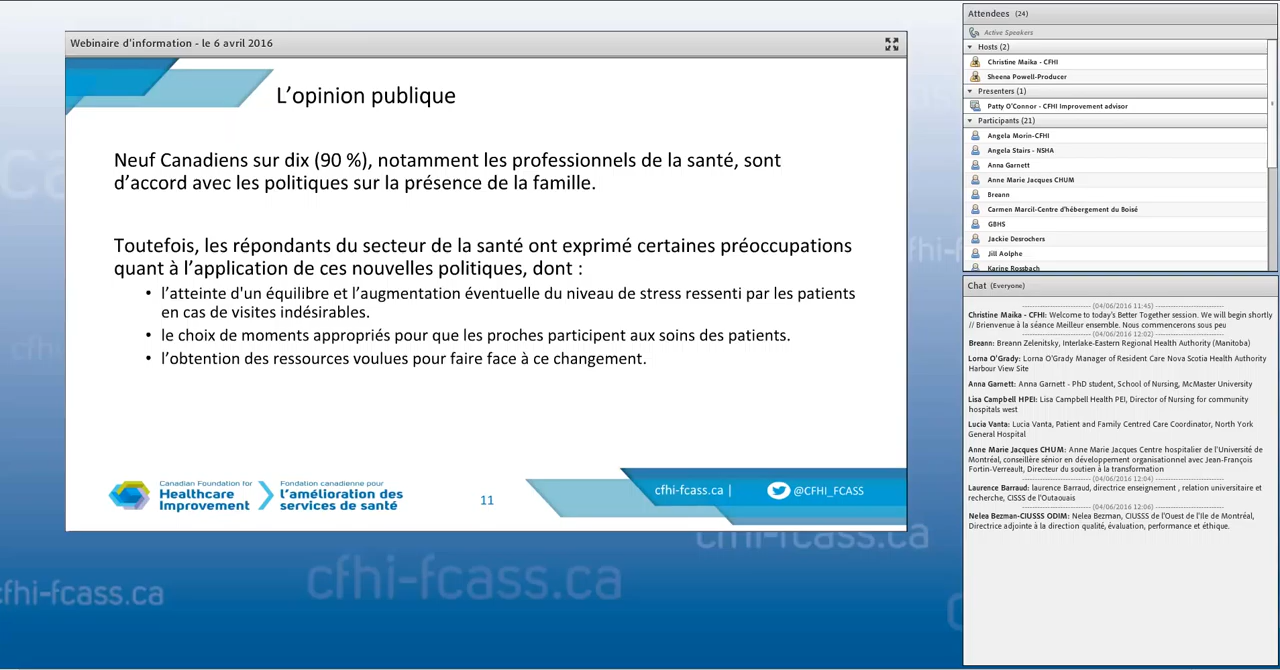 Webinaire d'information - le 6 avril 2016
L’opinion publique
Neuf Canadiens sur dix (90 %), notamment les professionnels de la santé, sont
d’accord avec les politiques sur la présence de la famille.
Toutefois, les répondants du secteur de la santé ont exprimé certaines préoccupations
quant à l’application de ces nouvelles politiques, dont :
• l’atteinte d'un équilibre et l’augmentation éventuelle du niveau de stress ressenti par les patients
en cas de visites indésirables.
• le choix de moments appropriés pour que les proches participent aux soins des patients.
• l’obtention des ressources voulues pour faire face à ce changement.
Canadian Foundation for
Healthcare
Improvement
Fondation canadienne pour
l'amélioration des
services de santé
11
cfhi-fcass.ca |
@CFHI_FCASS
cfhi-fcass.ca
cfhi-fcass.ca
cfhi-fcass.ca
Attendees (24)
Active Speakers
Hosts (2)
Christine Maika - CFHI
Sheena Powell-Producer
Presenters (1)
Patty O'Connor - CFHI Improvement advisor
Participants (21)
Angela Morin-CFHI
Angela Stairs - NSHA
Anna Garnett
Anne Marie Jacques CHUM
Breann
Carmen Marcil-Centre d'hébergement du Boisé
GBHS
Jackie Desrochers
Jill Aolphe
Karine Rossbach
Chat (Everyone)
(04/06/2016 11:45)
Christine Maika - CFHI: Welcome to today's Better Together session. We will begin shortly
// Brienvenue à la séance Meilleur ensemble. Nous commencerons sous peu
(04/06/2016 12:02)
Breann: Breann Zelenitsky, Interlake-Eastern Regional Health Authority (Manitoba)
Lorna O'Grady: Lorna O'Grady Manager of Resident Care Nova Scotia Health Authority
Harbour View Site
Anna Garnett: Anna Garnett - PhD student, School of Nursing, McMaster University
Lisa Campbell HPEI: Lisa Campbell Health PEI, Director of Nursing for community
hospitals west
Lucia Vanta: Lucia Vanta, Patient and Family Centred Care Coordinator, North York
General Hospital
Anne Marie Jacques CHUM: Anne Marie Jacques Centre hospitalier de l'Université de
Montréal, conseillère sénior en développement organisationnel avec Jean-François
Fortin-Verreault, Directeur du soutien à la transformation
(04/06/2016 12:04)
Laurence Barraud: laurence Barraud, directrice enseignement , relation universitaire et
recherche, CISSS de l'Outaouais
(04/06/2016 12:06)
Nelea Bezman-CIUSSS ODIM: Nelea Bezman, CIUSSS de l'Ouest de l'Ile de Montréal,
Directrice adjointe à la direction qualité, évaluation, performance et éthique.